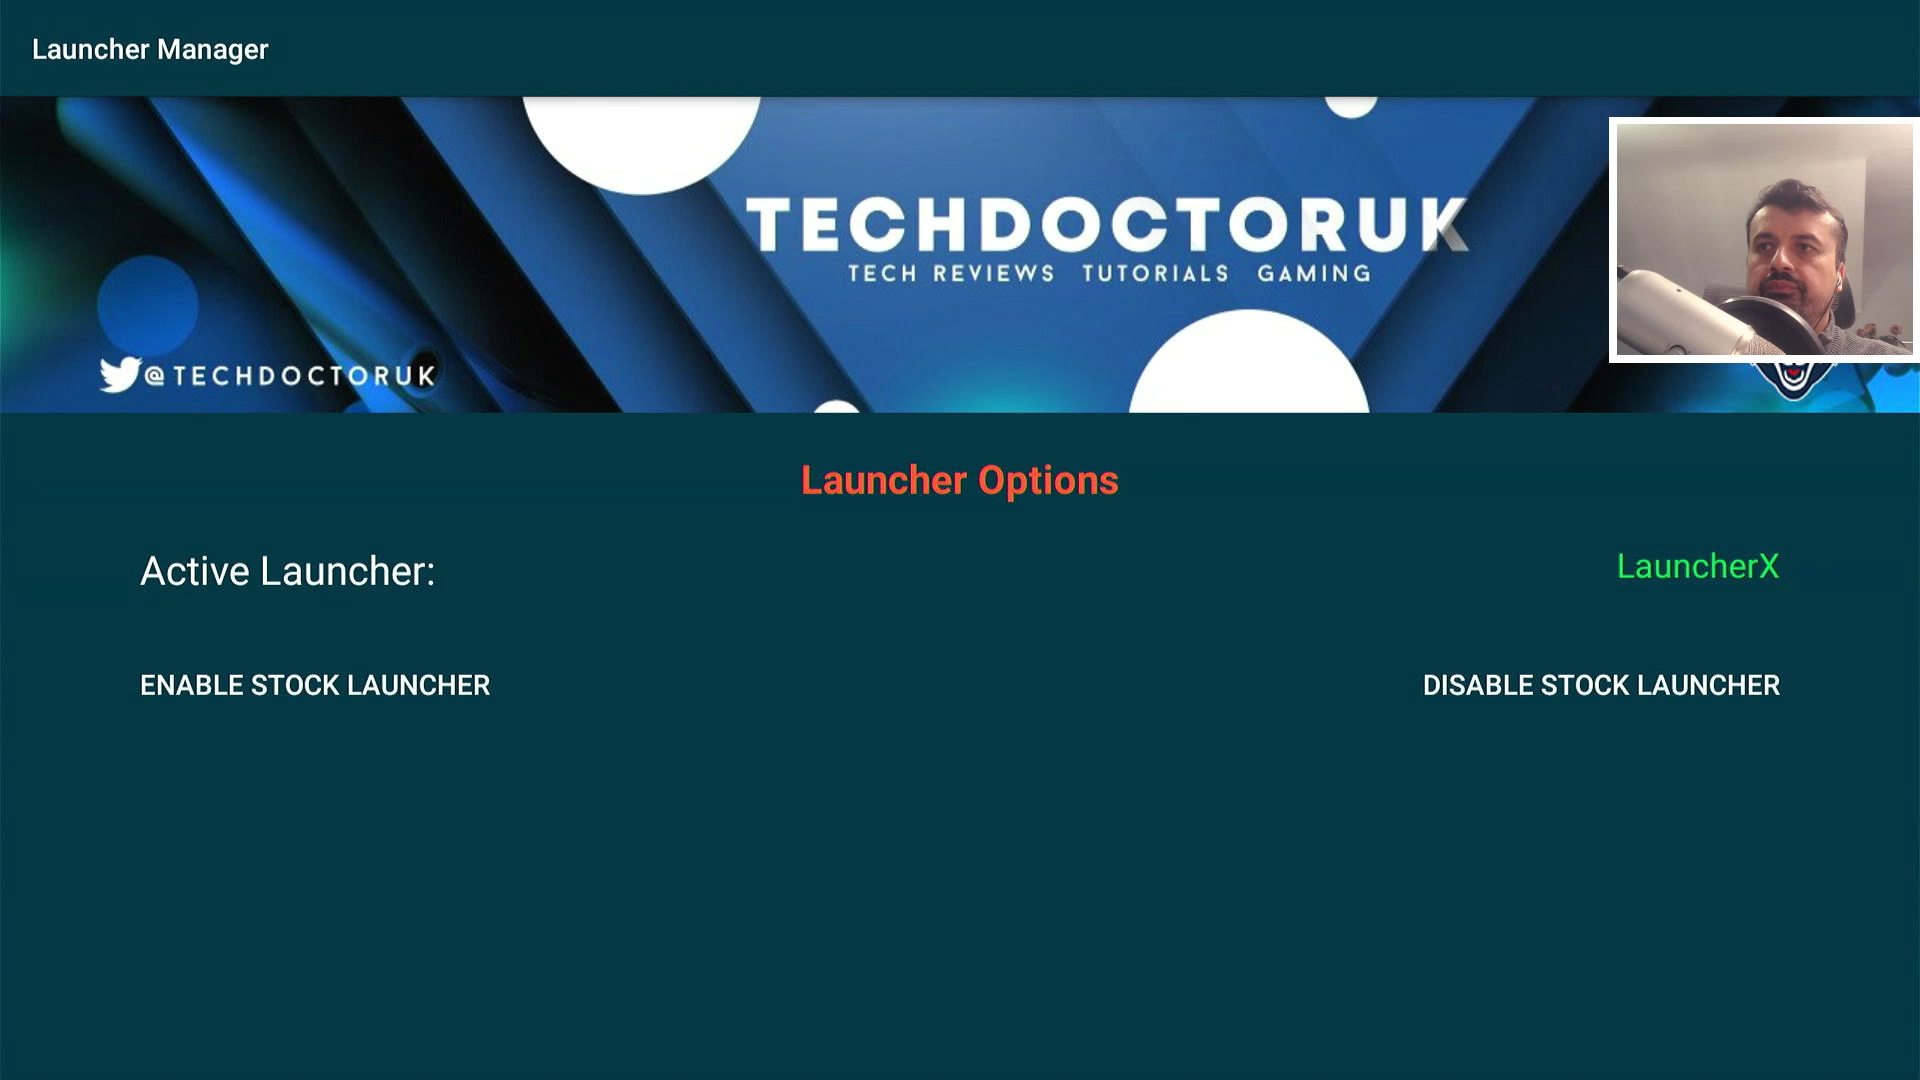 Launcher Manager
TECHDOCTORUK
TECH REVIEWS TUTORIALS GAMING
@TECHDOCTORUK
Launcher Options
Active Launcher:
LauncherX
ENABLE STOCK LAUNCHER
DISABLE STOCK LAUNCHER